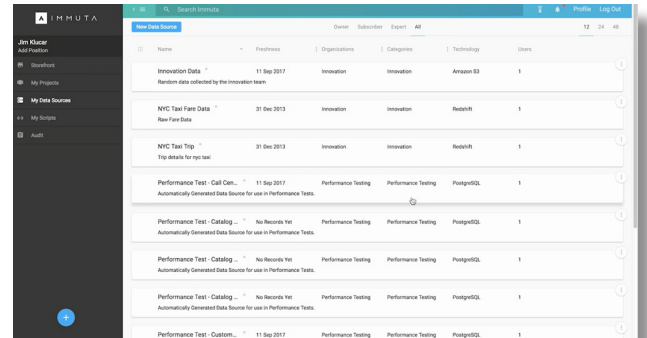 IMMUTA
Search Immuta
Profile Log Out
Jim Klucar
Add Position
Storefront
My Projects
My Data Sources
My Scripts
Audit
New Data Source
Owner Subscriber Expert All
12 24 48
Name Freshness Organizations Categories Technology Users
Innovation Data 11 Sep 2017 Innovation Innovation Amazon S3 1
Random data collected by the innovation team
NYC Taxi Fare Data 31 Dec 2013 Innovation Innovation Redshift 1
Raw Fare Data
NYC Taxi Trip 31 Dec 2013 Innovation Innovation Redshift 1
Trip details for nyc taxi
Performance Test - Call Cen... 11 Sep 2017 Performance Testing Performance Testing PostgreSQL 1
Automatically Generated Data Source for use in Performance Tests.
Performance Test - Catalog ... No Records Yet Performance Testing Performance Testing PostgreSQL 1
Automatically Generated Data Source for use in Performance Tests.
Performance Test - Catalog ... No Records Yet Performance Testing Performance Testing PostgreSQL 1
Automatically Generated Data Source for use in Performance Tests.
Performance Test - Catalog ... No Records Yet Performance Testing Performance Testing PostgreSQL 1
Automatically Generated Data Source for use in Performance Tests.
Performance Test - Custom... 11 Sep 2017 Performance Testing Performance Testing PostgreSQL 1